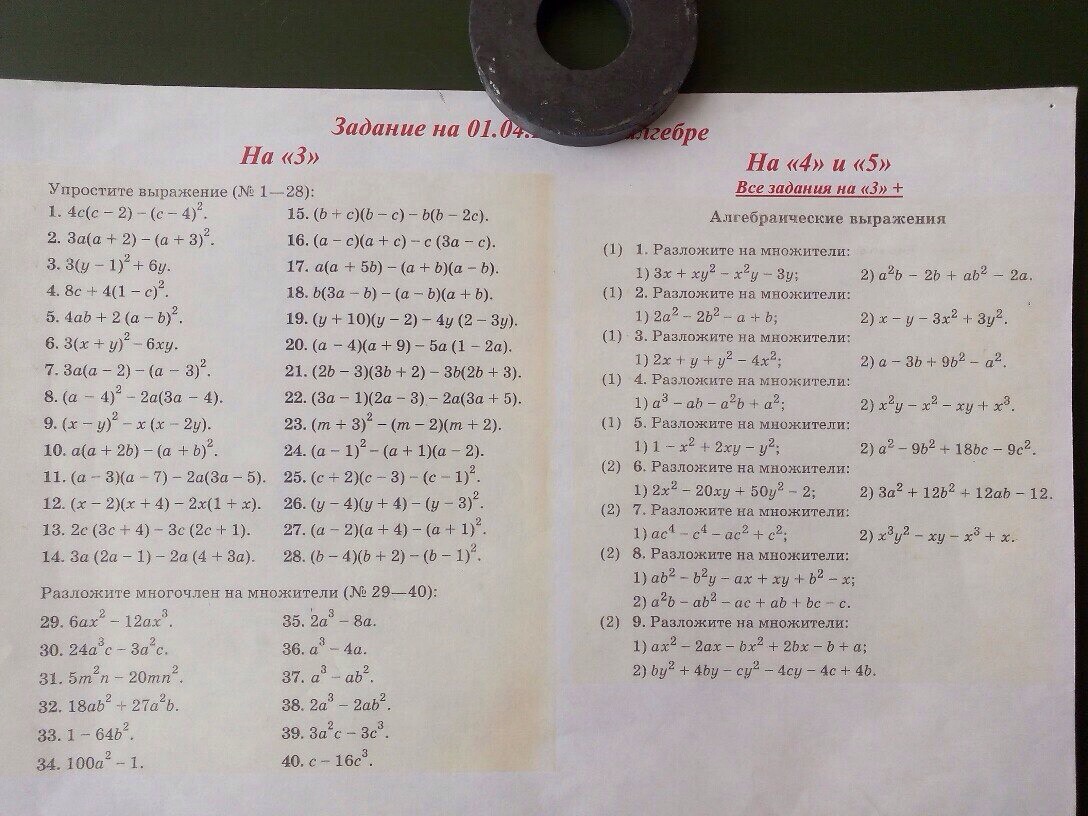 Задание на 01.04. алгебре
На «3»
Упростите выражение (№ 1—28):
1. 4c(c − 2) − (c − 4)².
2. 3a(a + 2) − (a + 3)².
3. 3(y − 1)² + 6y.
4. 8c + 4(1 − c)².
5. 4ab + 2 (a − b)².
6. 3(x + y)² − 6xy.
7. 3a(a − 2) − (a − 3)².
8. (a − 4)² − 2a(3a − 4).
9. (x − y)² − x (x − 2y).
10. a(a + 2b) − (a + b)².
11. (a − 3)(a − 7) − 2a(3a − 5).
12. (x − 2)(x + 4) − 2x(1 + x).
13. 2c (3c + 4) − 3c (2c + 1).
14. 3a (2a − 1) − 2a (4 + 3a).
15. (b + c)(b − c) − b(b − 2c).
16. (a − c)(a + c) − c (3a − c).
17. a(a + 5b) − (a + b)(a − b).
18. b(3a − b) − (a − b)(a + b).
19. (y + 10)(y − 2) − 4y (2 − 3y).
20. (a − 4)(a + 9) − 5a (1 − 2a).
21. (2b − 3)(3b + 2) − 3b(2b + 3).
22. (3a − 1)(2a − 3) − 2a(3a + 5).
23. (m + 3)² − (m − 2)(m + 2).
24. (a − 1)² − (a + 1)(a − 2).
25. (c + 2)(c − 3) − (c − 1)².
26. (y − 4)(y + 4) − (y − 3)².
27. (a − 2)(a + 4) − (a + 1)².
28. (b − 4)(b + 2) − (b − 1)².
Разложите многочлен на множители (№ 29—40):
29. 6ax² − 12ax³.
30. 24a³c − 3a²c.
31. 5m²n − 20mn².
32. 18ab² + 27a²b.
33. 1 − 64b².
34. 100a² − 1.
35. 2a³ − 8a.
36. a³ − 4a.
37. a³ − ab².
38. 2a³ − 2ab².
39. 3a²c − 3c³.
40. c − 16c³.
На «4» и «5»
Все задания на «3» +
Алгебраические выражения
(1) 1. Разложите на множители:
1) 3x + xy² − x²y − 3y; 2) a²b − 2b + ab² − 2a.
(1) 2. Разложите на множители:
1) 2a² − 2b² − a + b; 2) x − y − 3x² + 3y².
(1) 3. Разложите на множители:
1) 2x + y + y² − 4x²; 2) a − 3b + 9b² − a².
(1) 4. Разложите на множители:
1) a³ − ab − a²b + a²; 2) x²y − x² − xy + x³.
(1) 5. Разложите на множители:
1) 1 − x² + 2xy − y²; 2) a² − 9b² + 18bc − 9c².
(2) 6. Разложите на множители:
1) 2x² − 20xy + 50y² − 2; 2) 3a² + 12b² + 12ab − 12.
(2) 7. Разложите на множители:
1) ac⁴ − c⁴ − ac² + c²; 2) x³y² − xy − x³ + x.
(2) 8. Разложите на множители:
1) ab² − b²y − ax + xy + b² − x;
2) a²b − ab² − ac + ab + bc − c.
(2) 9. Разложите на множители:
1) ax² − 2ax − bx² + 2bx − b + a;
2) by² + 4by − cy² − 4cy − 4c + 4b.